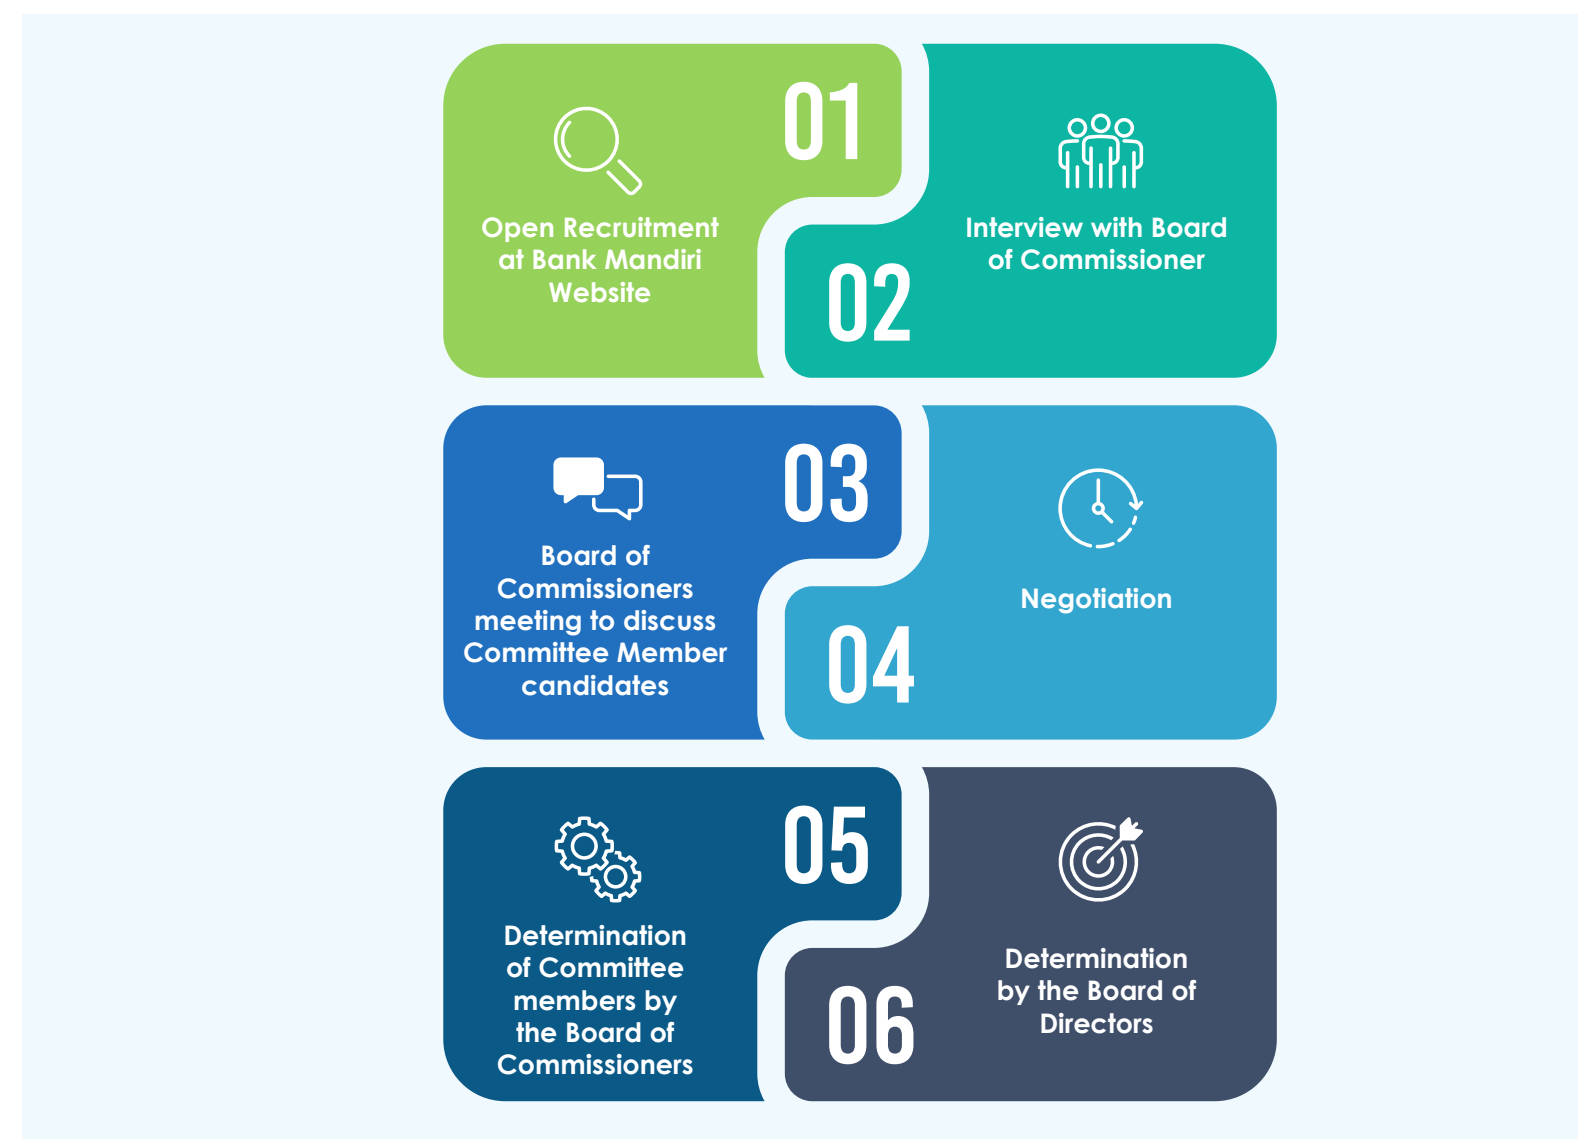 01
Open Recruitment
at Bank Mandiri
Website
02
Interview with Board
of Commissioner
03
Board of
Commissioners
meeting to discuss
Committee Member
candidates
04
Negotiation
05
Determination
of Committee
members by
the Board of
Commissioners
06
Determination
by the Board of
Directors